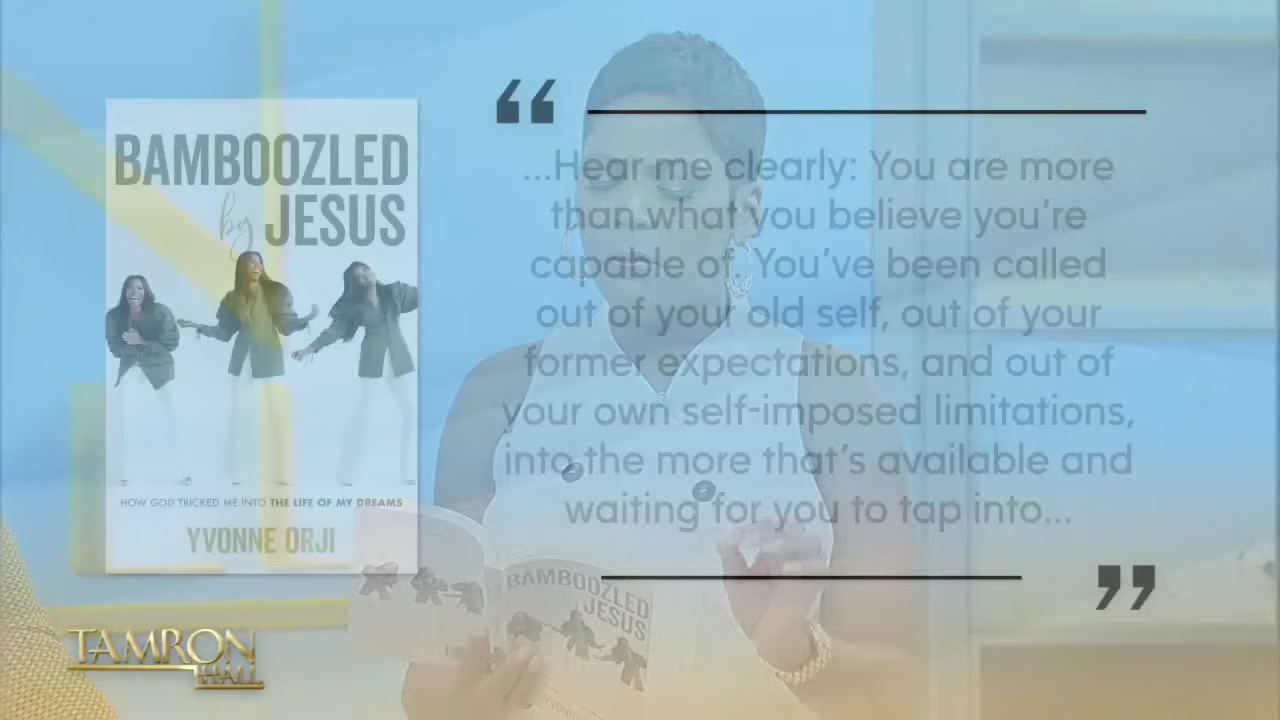 BAMBOOZLED
by JESUS
HOW GOD TRICKED ME INTO THE LIFE OF MY DREAMS
YVONNE ORJI
“
...Hear me clearly: You are more
than what you believe you’re
capable of. You’ve been called
out of your old self, out of your
former expectations, and out of
your own self-imposed limitations,
into the more that’s available and
waiting for you to tap into...
”
BAMBOOZLED
JESUS
YVONNE
TAMRON
HALL